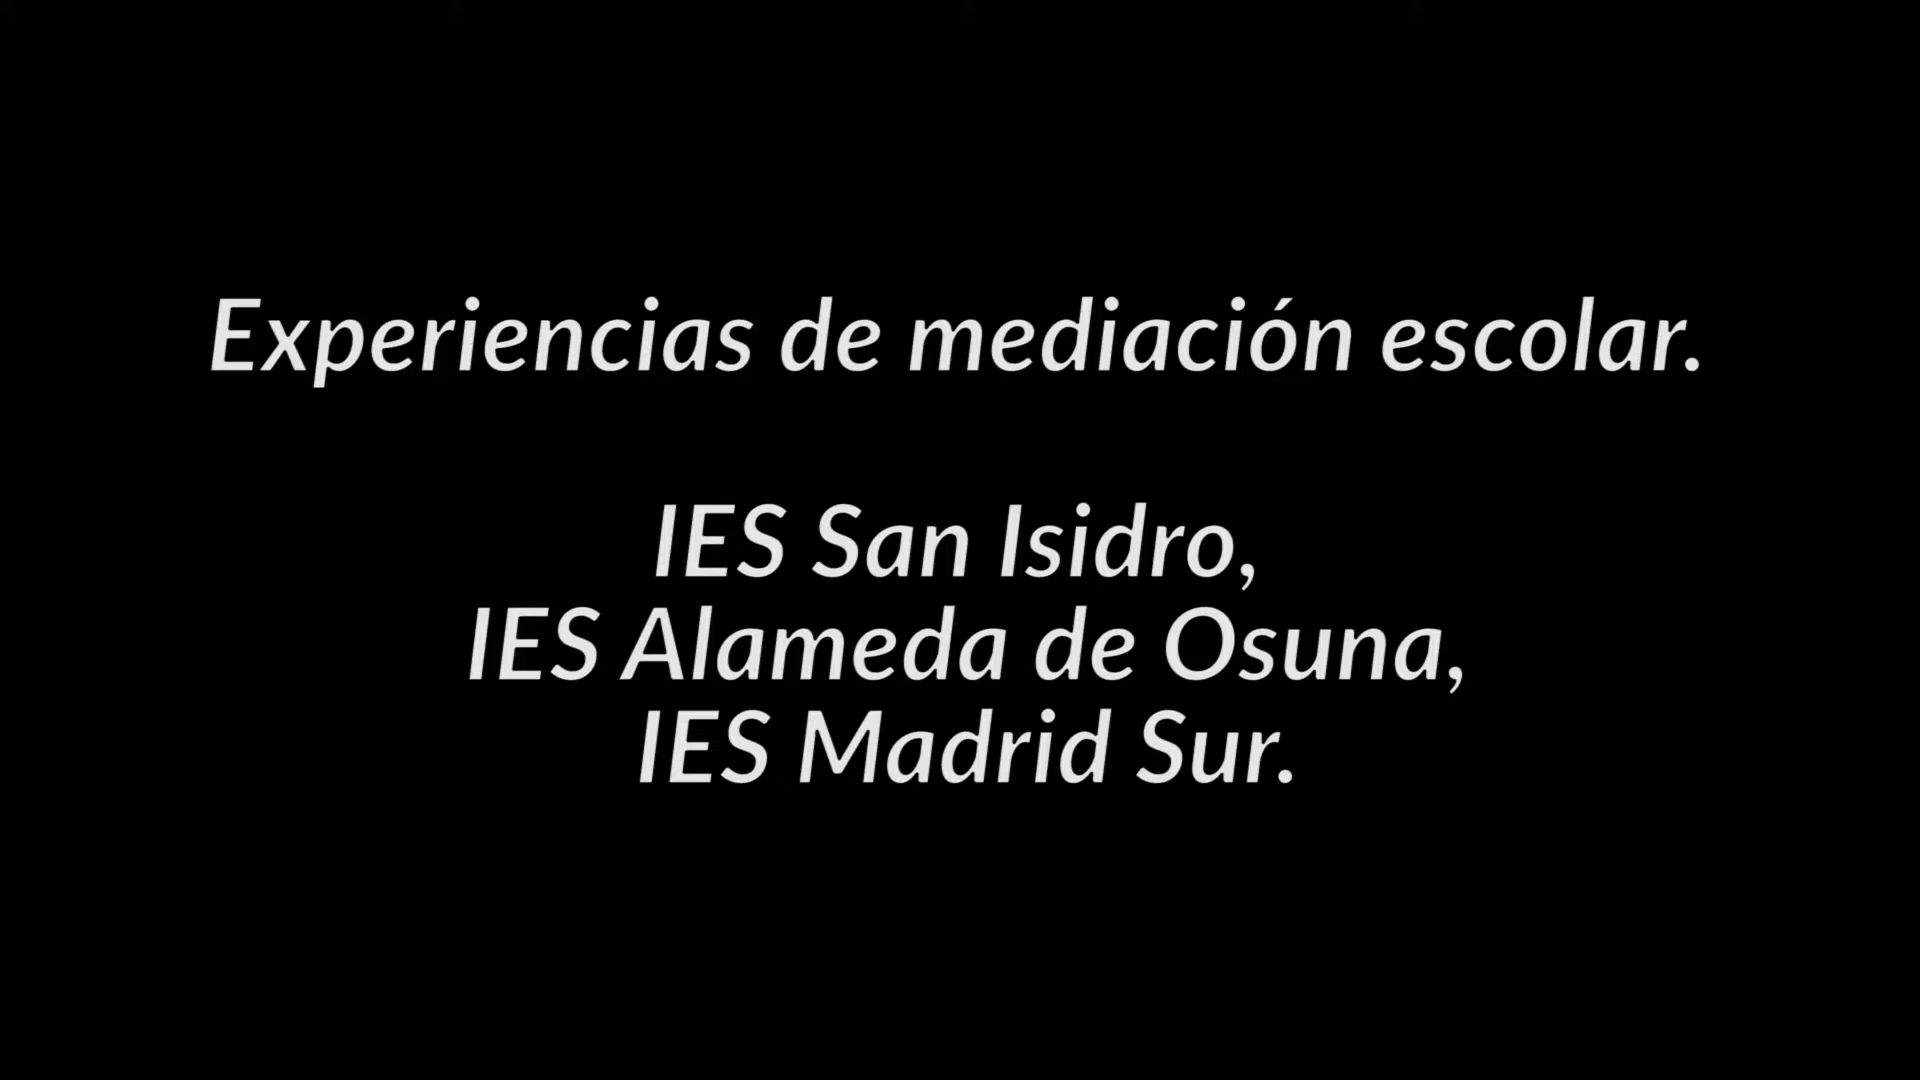 Experiencias de mediación escolar.
IES San Isidro,
IES Alameda de Osuna,
IES Madrid Sur.